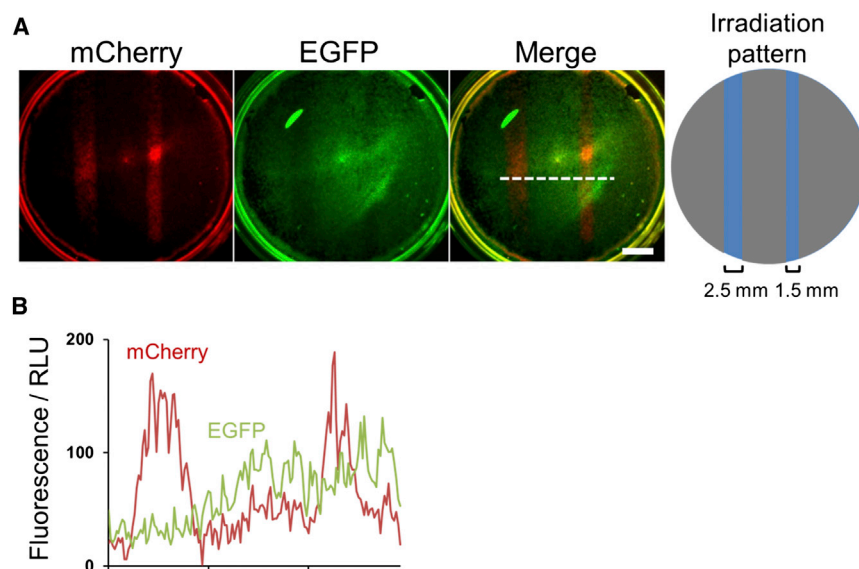 A
mCherry
EGFP
Merge
Irradiation
pattern
2.5 mm 1.5 mm
B
Fluorescence / RLU
200
100
0
mCherry
EGFP